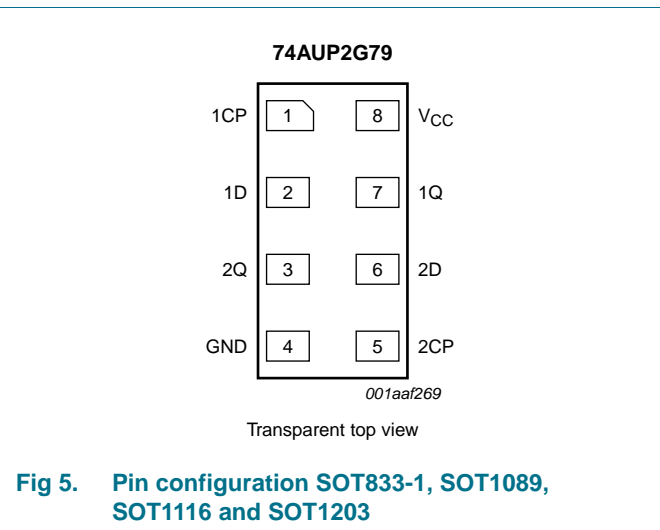 74AUP2G79
1CP 1 8 VCC
1D 2 7 1Q
2Q 3 6 2D
GND 4 5 2CP
001aaf269
Transparent top view
Fig 5. Pin configuration SOT833-1, SOT1089,
SOT1116 and SOT1203